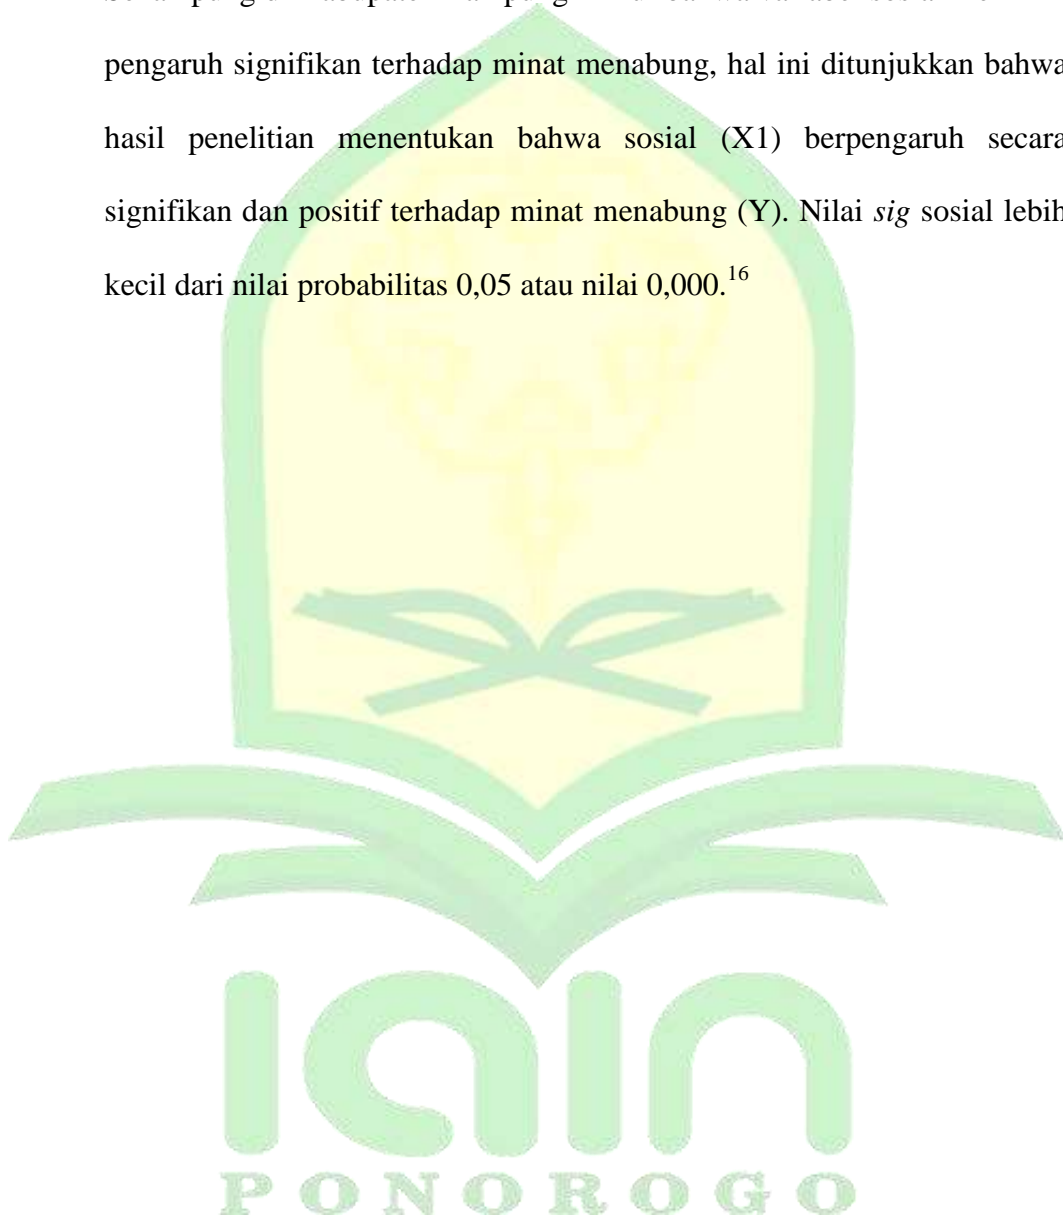 pengaruh signifikan terhadap minat menabung, hal ini ditunjukkan bahwa
hasil penelitian menentukan bahwa sosial (X1) berpengaruh secara
signifikan dan positif terhadap minat menabung (Y). Nilai sig sosial lebih
kecil dari nilai probabilitas 0,05 atau nilai 0,000.16
iain
PONOROGO